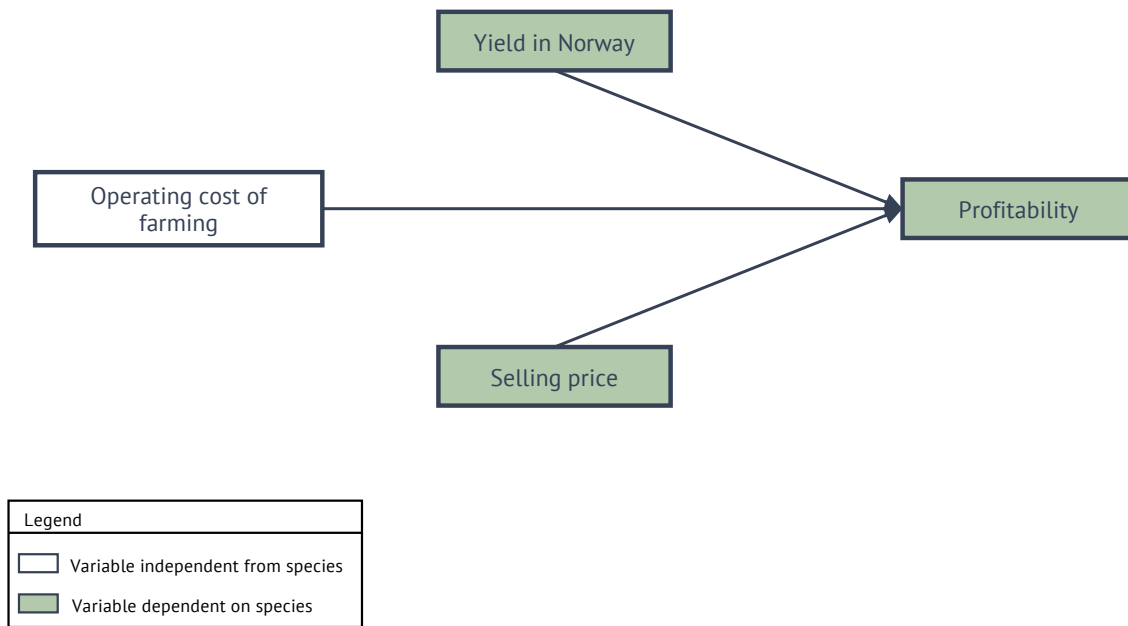 Yield in Norway
Operating cost of
farming
Profitability
Selling price
Legend
Variable independent from species
Variable dependent on species